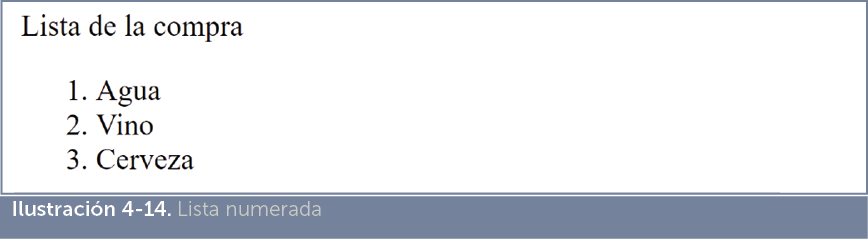 Lista de la compra
1. Agua
2. Vino
3. Cerveza
Ilustración 4-14. Lista numerada